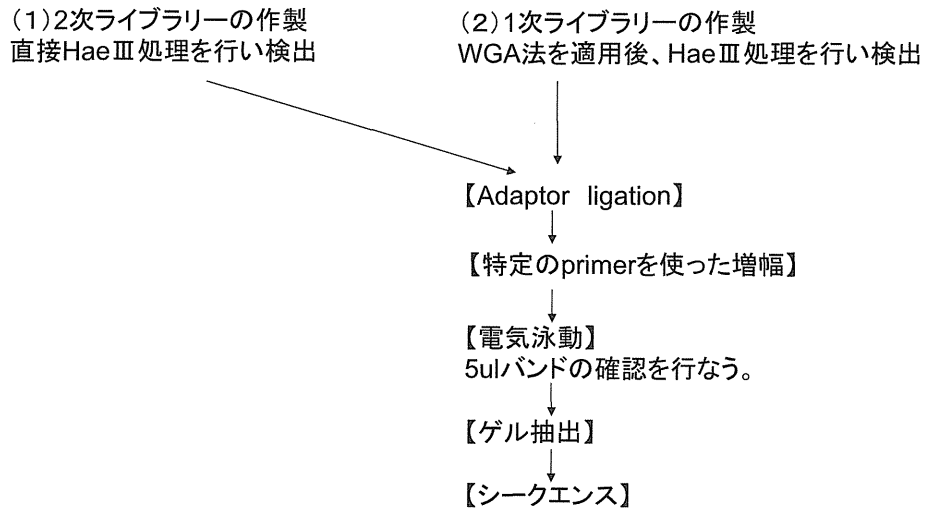 (1)2次ライブラリーの作製
直接HaeⅢ処理を行い検出
(2)1次ライブラリーの作製
WGA法を適用後、HaeⅢ処理を行い検出
【Adaptor ligation】
【特定のprimerを使った増幅】
【電気泳動】
5ulバンドの確認を行なう。
【ゲル抽出】
【シークエンス】